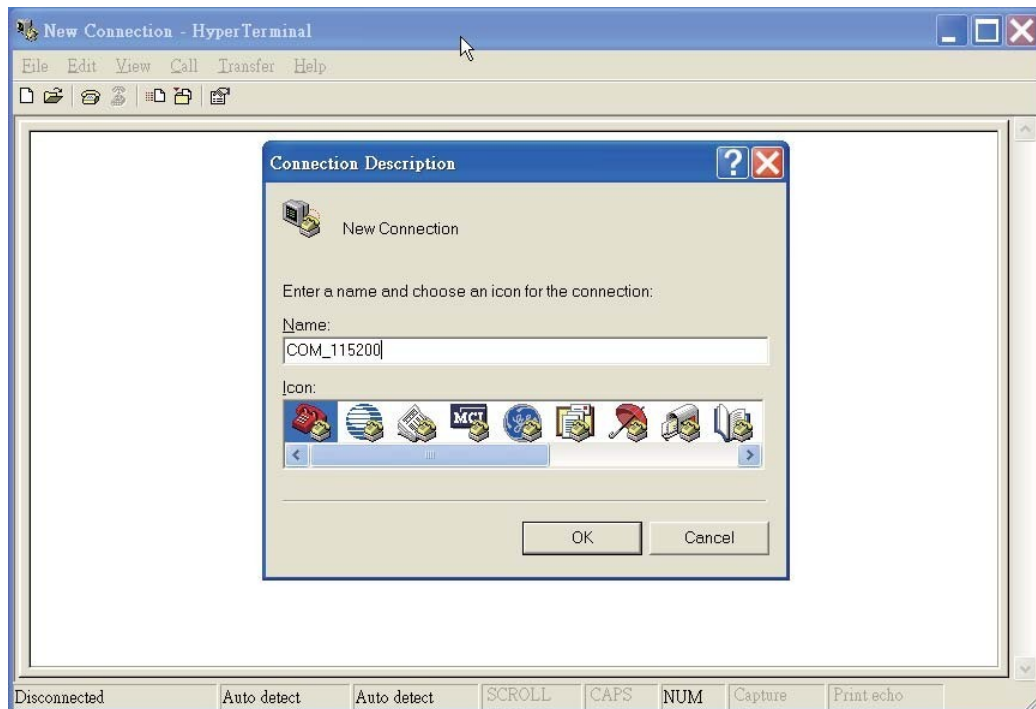 New Connection - HyperTerminal
File Edit View Call Transfer Help
Connection Description
New Connection
Enter a name and choose an icon for the connection:
Name:
COM_115200
Icon:
MCI
OK Cancel
Disconnected Auto detect Auto detect SCROLL CAPS NUM Capture Print echo